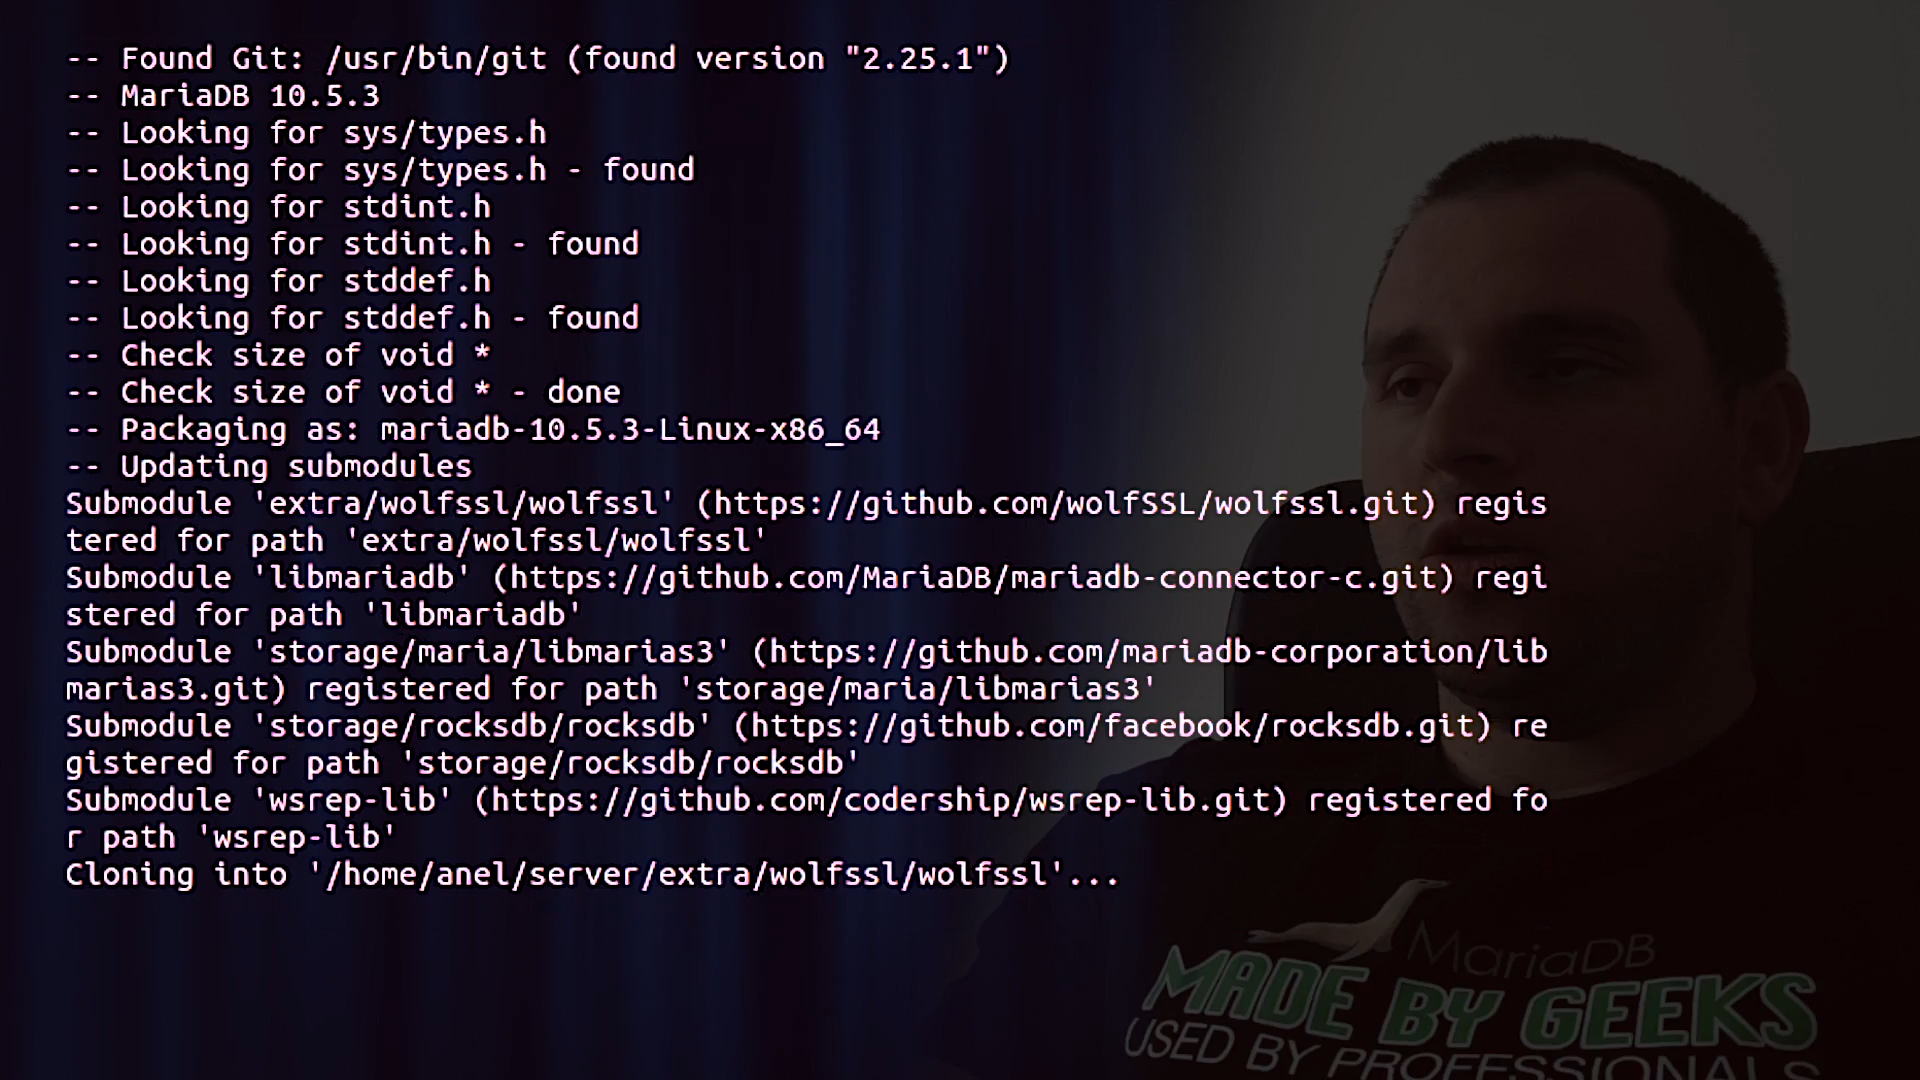 -- Found Git: /usr/bin/git (found version "2.25.1")
-- MariaDB 10.5.3
-- Looking for sys/types.h
-- Looking for sys/types.h - found
-- Looking for stdint.h
-- Looking for stdint.h - found
-- Looking for stddef.h
-- Looking for stddef.h - found
-- Check size of void *
-- Check size of void * - done
-- Packaging as: mariadb-10.5.3-Linux-x86_64
-- Updating submodules
Submodule 'extra/wolfssl/wolfssl' (https://github.com/wolfSSL/wolfssl.git) regis
tered for path 'extra/wolfssl/wolfssl'
Submodule 'libmariadb' (https://github.com/MariaDB/mariadb-connector-c.git) regi
stered for path 'libmariadb'
Submodule 'storage/maria/libmarias3' (https://github.com/mariadb-corporation/lib
marias3.git) registered for path 'storage/maria/libmarias3'
Submodule 'storage/rocksdb/rocksdb' (https://github.com/facebook/rocksdb.git) re
gistered for path 'storage/rocksdb/rocksdb'
Submodule 'wsrep-lib' (https://github.com/codership/wsrep-lib.git) registered fo
r path 'wsrep-lib'
Cloning into '/home/anel/server/extra/wolfssl/wolfssl'...
MariaDB
MADE BY GEEKS
USED BY PROFESSIONALS